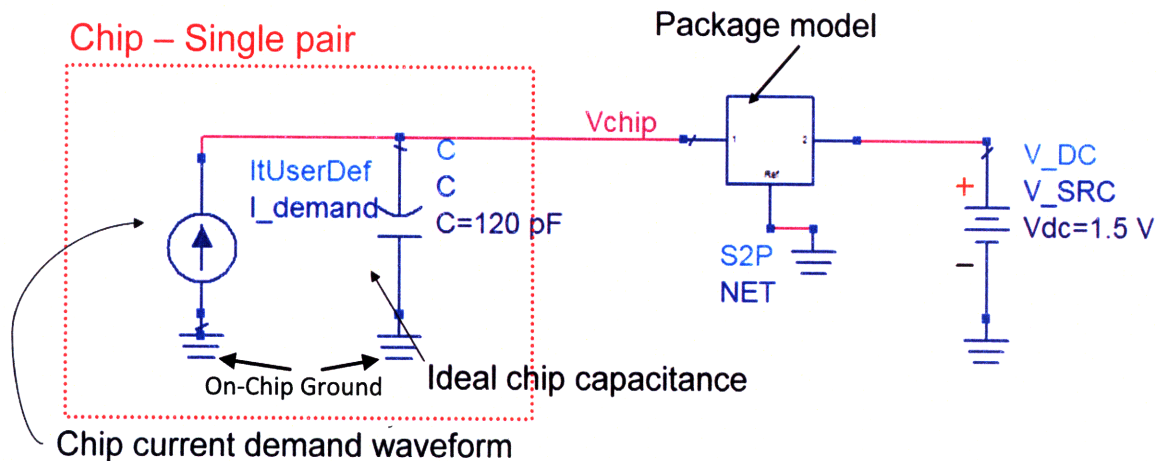 Package model
Chip – Single pair
Vchip
1
2
Ref
ItUserDef
I_demand
C
C
C=120 pF
V_DC
V_SRC
Vdc=1.5 V
+
–
S2P
NET
On-Chip Ground
Ideal chip capacitance
Chip current demand waveform